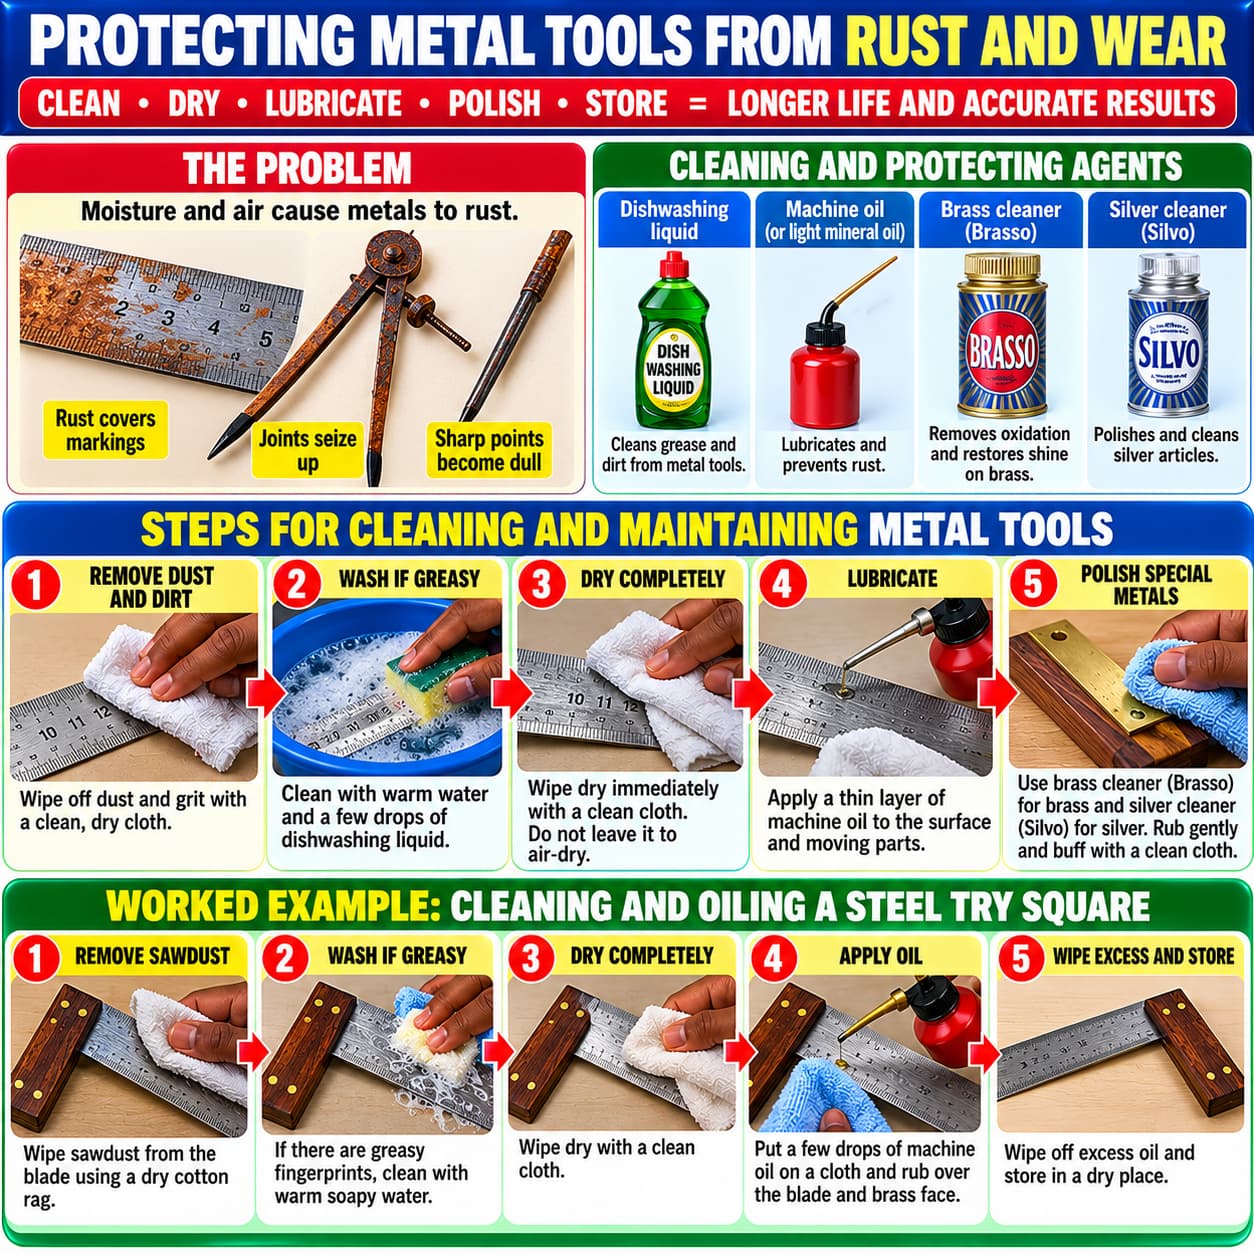 PROTECTING METAL TOOLS FROM RUST AND WEAR
CLEAN • DRY • LUBRICATE • POLISH • STORE = LONGER LIFE AND ACCURATE RESULTS
THE PROBLEM
Moisture and air cause metals to rust.
2 3 4 5
Rust covers
markings
Joints seize
up
Sharp points
become dull
CLEANING AND PROTECTING AGENTS
Dishwashing
liquid
DISH
WASHING
LIQUID
Cleans grease and
dirt from metal tools.
Machine oil
(or light mineral oil)
Lubricates and
prevents rust.
Brass cleaner
(Brasso)
BRASSO
Removes oxidation
and restores shine
on brass.
Silver cleaner
(Silvo)
SILVO
Polishes and cleans
silver articles.
STEPS FOR CLEANING AND MAINTAINING METAL TOOLS
1 REMOVE DUST
AND DIRT
10 11 12
Wipe off dust and grit with
a clean, dry cloth.
2 WASH IF GREASY
Clean with warm water
and a few drops of
dishwashing liquid.
3 DRY COMPLETELY
10 11 12
Wipe dry immediately
with a clean cloth.
Do not leave it to
air-dry.
4 LUBRICATE
Apply a thin layer of
machine oil to the surface
and moving parts.
5 POLISH SPECIAL
METALS
Use brass cleaner (Brasso)
for brass and silver cleaner
(Silvo) for silver. Rub gently
and buff with a clean cloth.
WORKED EXAMPLE: CLEANING AND OILING A STEEL TRY SQUARE
1 REMOVE SAWDUST
Wipe sawdust from the
blade using a dry cotton
rag.
2 WASH IF GREASY
If there are greasy
fingerprints, clean with
warm soapy water.
3 DRY COMPLETELY
Wipe dry with a clean
cloth.
4 APPLY OIL
Put a few drops of machine
oil on a cloth and rub over
the blade and brass face.
5 WIPE EXCESS AND STORE
Wipe off excess oil and
store in a dry place.